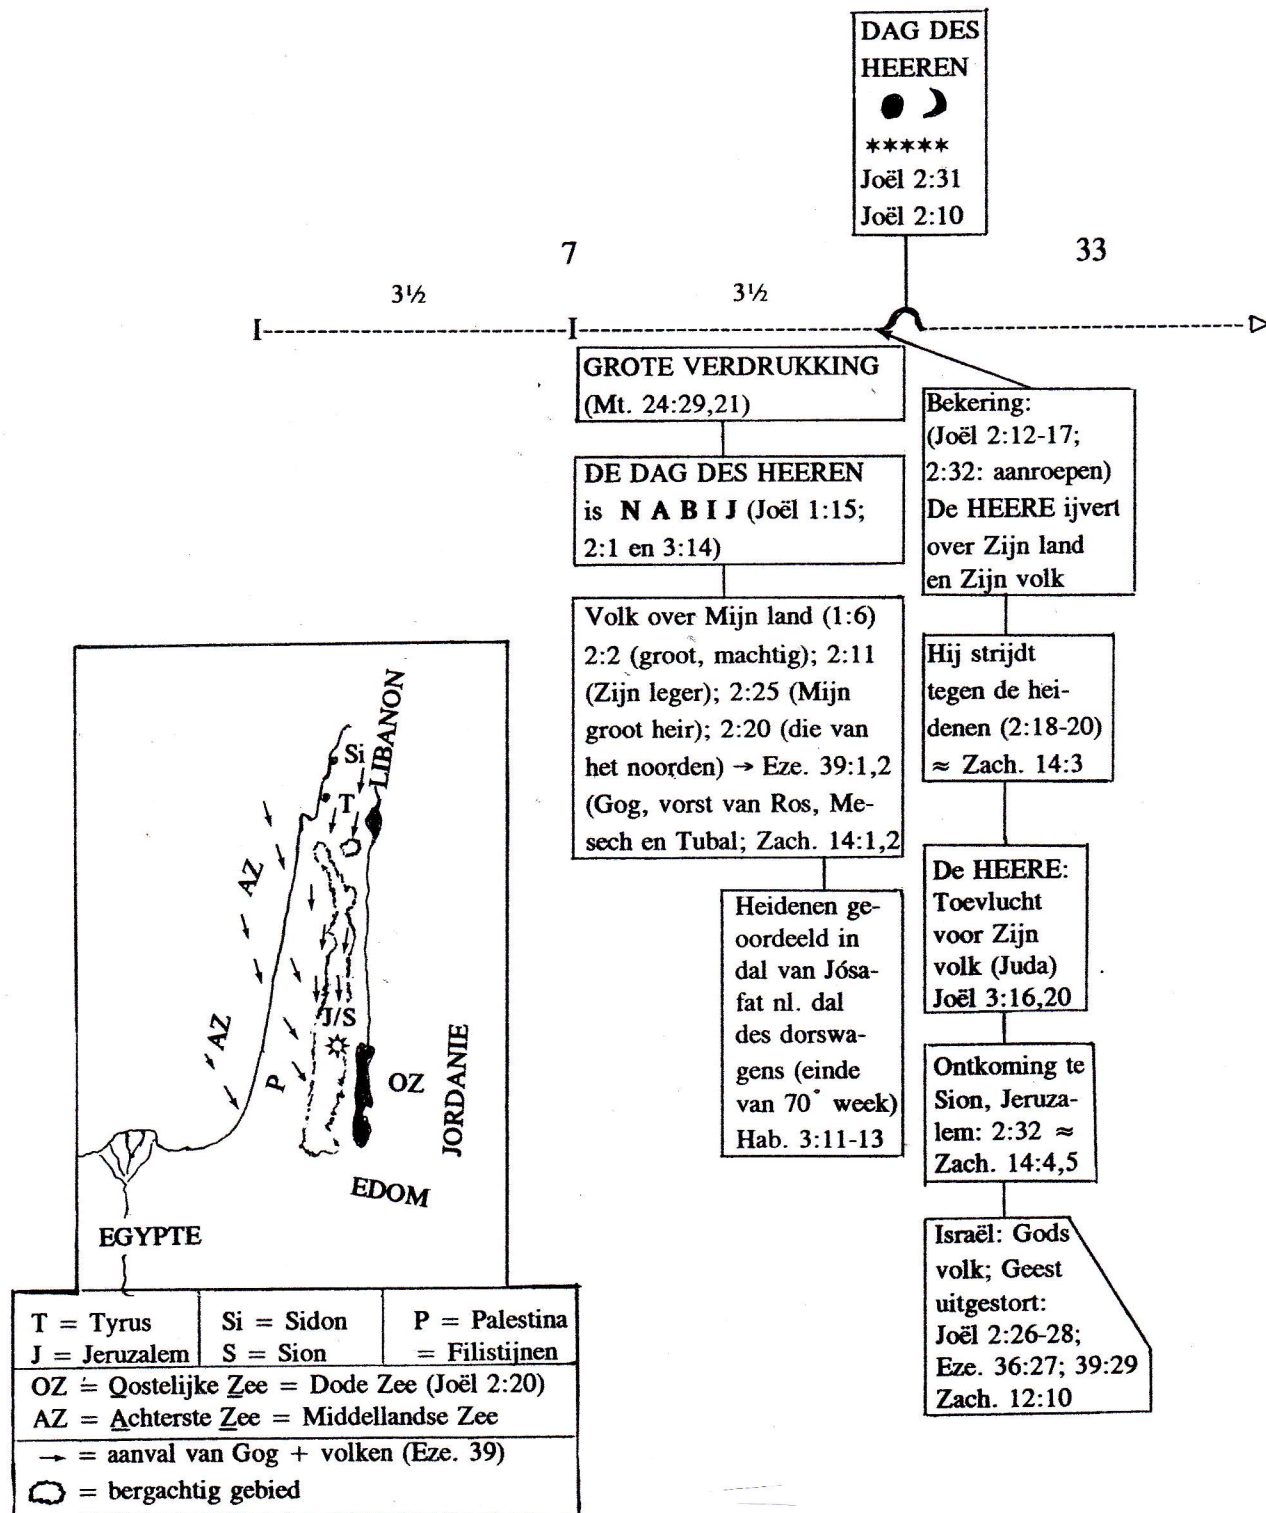 DAG DES
HEEREN
*****
Joël 2:31
Joël 2:10
7
33
3½
3½
GROTE VERDRUKKING
(Mt. 24:29,21)
DE DAG DES HEEREN
is N A B I J (Joël 1:15;
2:1 en 3:14)
Volk over Mijn land (1:6)
2:2 (groot, machtig); 2:11
(Zijn leger); 2:25 (Mijn
groot heir); 2:20 (die van
het noorden) → Eze. 39:1,2
(Gog, vorst van Ros, Me-
sech en Tubal; Zach. 14:1,2
Heidenen ge-
oordeeld in
dal van Jósa-
fat nl. dal
des dorswa-
gens (einde
van 70° week)
Hab. 3:11-13
Bekering:
(Joël 2:12-17;
2:32: aanroepen)
De HEERE ijvert
over Zijn land
en Zijn volk
Hij strijdt
tegen de hei-
denen (2:18-20)
≈ Zach. 14:3
De HEERE:
Toevlucht
voor Zijn
volk (Juda)
Joël 3:16,20
Ontkoming te
Sion, Jeruza-
lem: 2:32 ≈
Zach. 14:4,5
Israël: Gods
volk; Geest
uitgestort:
Joël 2:26-28;
Eze. 36:27; 39:29
Zach. 12:10
LIBANON
Si
T
AZ
AZ
J/S
P
OZ
JORDANIE
EDOM
EGYPTE
T = Tyrus
J = Jeruzalem
Si = Sidon
S = Sion
P = Palestina
= Filistijnen
OZ = Oostelijke Zee = Dode Zee (Joël 2:20)
AZ = Achterste Zee = Middellandse Zee
→ = aanval van Gog + volken (Eze. 39)
= bergachtig gebied